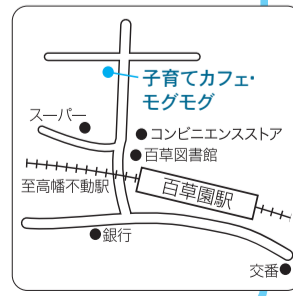 子育てカフェ・
モグモグ
スーパー
コンビニエンスストア
百草図書館
至高幡不動駅
百草園駅
銀行
交番